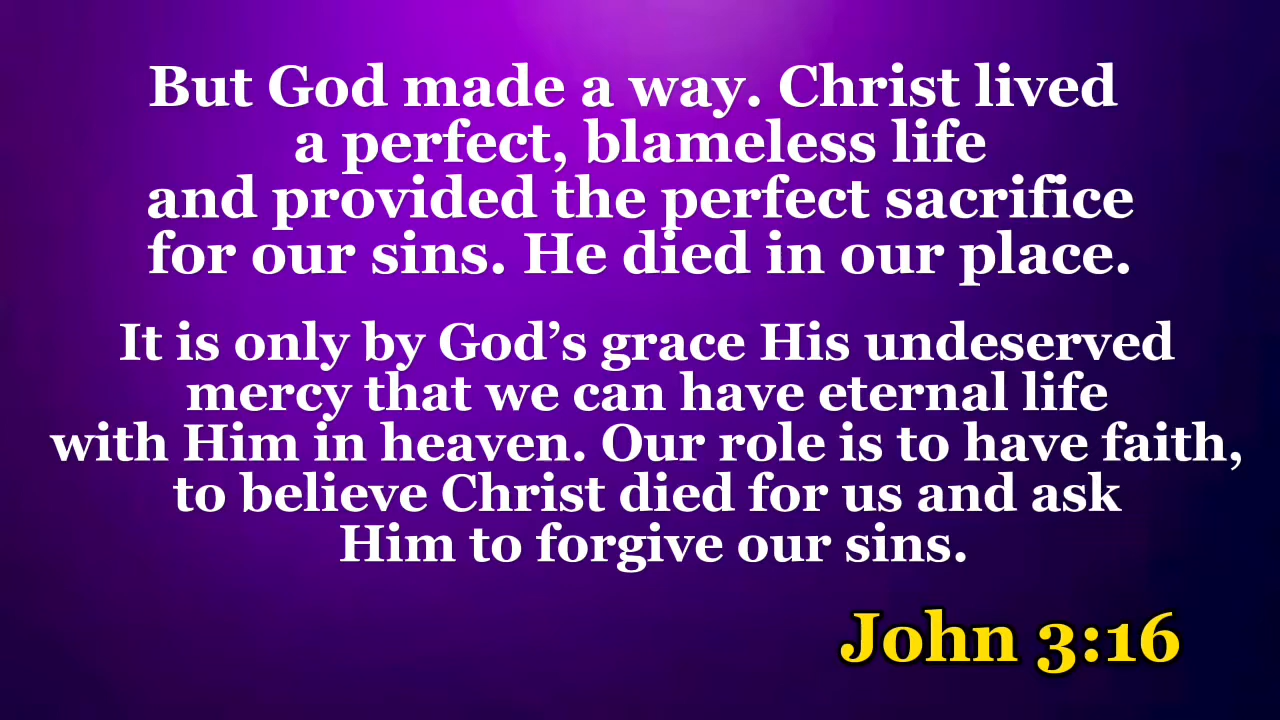 But God made a way. Christ lived
a perfect, blameless life
and provided the perfect sacrifice
for our sins. He died in our place.
It is only by God’s grace His undeserved
mercy that we can have eternal life
with Him in heaven. Our role is to have faith,
to believe Christ died for us and ask
Him to forgive our sins.
John 3:16